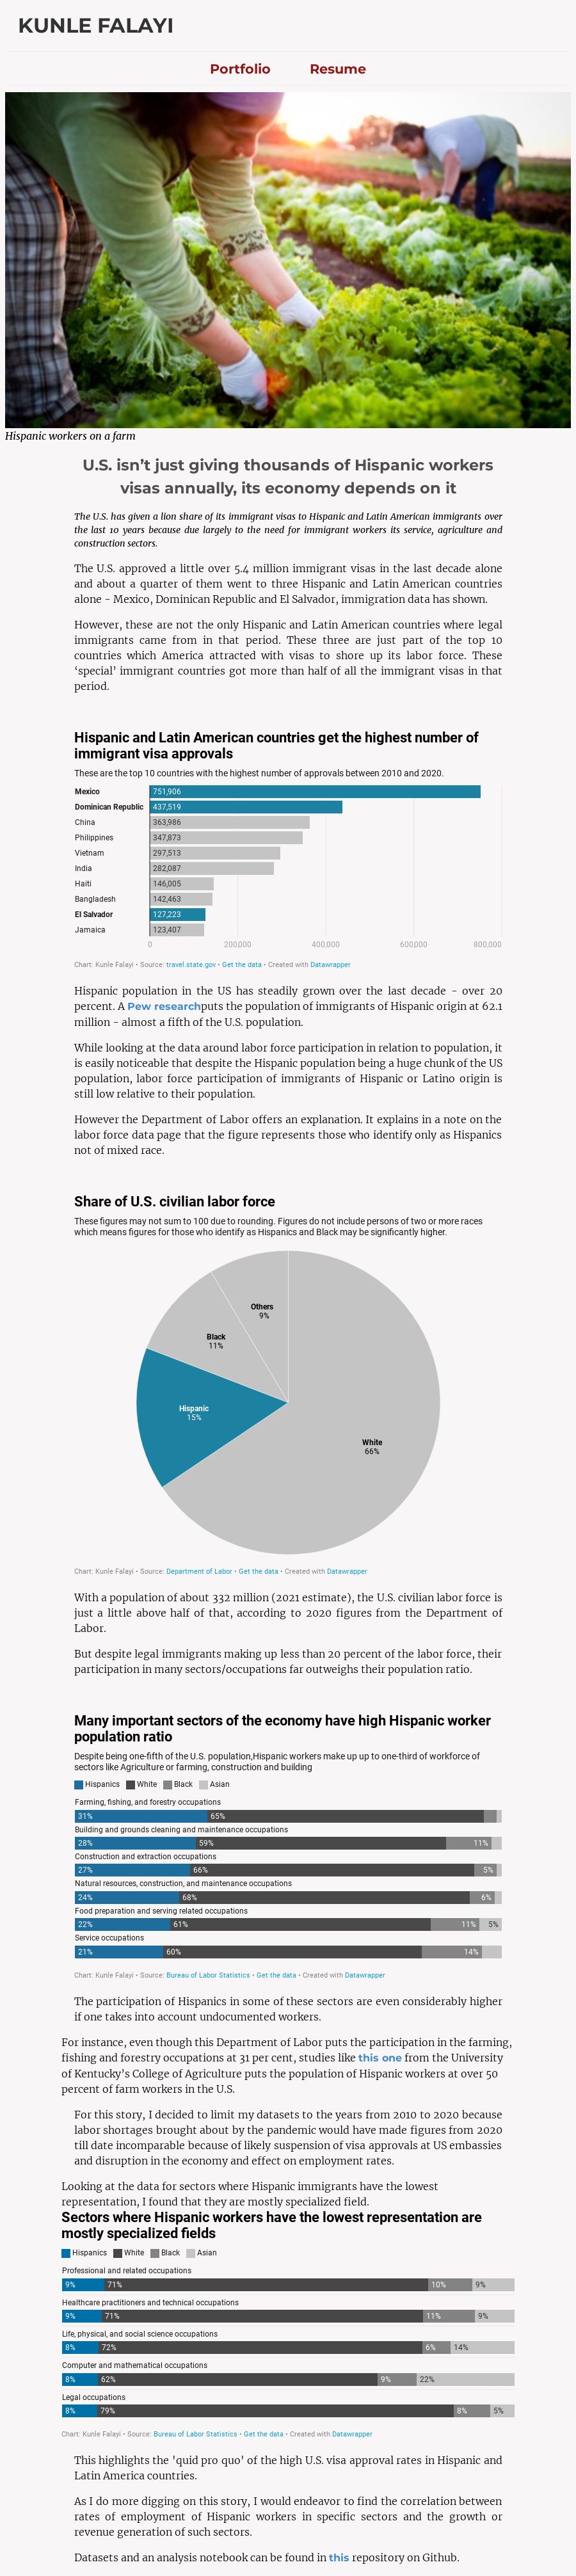 KUNLE FALAYI
Portfolio Resume
Hispanic workers on a farm
U.S. isn’t just giving thousands of Hispanic workers
visas annually, its economy depends on it
The U.S. has given a lion share of its immigrant visas to Hispanic and Latin American immigrants over
the last 10 years because due largely to the need for immigrant workers its service, agriculture and
construction sectors.
The U.S. approved a little over 5.4 million immigrant visas in the last decade alone
and about a quarter of them went to three Hispanic and Latin American countries
alone - Mexico, Dominican Republic and El Salvador, immigration data has shown.
However, these are not the only Hispanic and Latin American countries where legal
immigrants came from in that period. These three are just part of the top 10
countries which America attracted with visas to shore up its labor force. These
‘special’ immigrant countries got more than half of all the immigrant visas in that
period.
Hispanic and Latin American countries get the highest number of
immigrant visa approvals
These are the top 10 countries with the highest number of approvals between 2010 and 2020.
Mexico 751,906
Dominican Republic 437,519
China 363,986
Philippines 347,873
Vietnam 297,513
India 282,087
Haiti 146,005
Bangladesh 142,463
El Salvador 127,223
Jamaica 123,407
0 200,000 400,000 600,000 800,000
Chart: Kunle Falayi • Source: travel.state.gov • Get the data • Created with Datawrapper
Hispanic population in the US has steadily grown over the last decade - over 20
percent. A Pew researchputs the population of immigrants of Hispanic origin at 62.1
million - almost a fifth of the U.S. population.
While looking at the data around labor force participation in relation to population, it
is easily noticeable that despite the Hispanic population being a huge chunk of the US
population, labor force participation of immigrants of Hispanic or Latino origin is
still low relative to their population.
However the Department of Labor offers an explanation. It explains in a note on the
labor force data page that the figure represents those who identify only as Hispanics
not of mixed race.
Share of U.S. civilian labor force
These figures may not sum to 100 due to rounding. Figures do not include persons of two or more races
which means figures for those who identify as Hispanics and Black may be significantly higher.
Others
9%
Black
11%
Hispanic
15%
White
66%
Chart: Kunle Falayi • Source: Department of Labor • Get the data • Created with Datawrapper
With a population of about 332 million (2021 estimate), the U.S. civilian labor force is
just a little above half of that, according to 2020 figures from the Department of
Labor.
But despite legal immigrants making up less than 20 percent of the labor force, their
participation in many sectors/occupations far outweighs their population ratio.
Many important sectors of the economy have high Hispanic worker
population ratio
Despite being one-fifth of the U.S. population,Hispanic workers make up up to one-third of workforce of
sectors like Agriculture or farming, construction and building
Hispanics White Black Asian
Farming, fishing, and forestry occupations
31% 65%
Building and grounds cleaning and maintenance occupations
28% 59% 11%
Construction and extraction occupations
27% 66% 5%
Natural resources, construction, and maintenance occupations
24% 68% 6%
Food preparation and serving related occupations
22% 61% 11% 5%
Service occupations
21% 60% 14%
Chart: Kunle Falayi • Source: Bureau of Labor Statistics • Get the data • Created with Datawrapper
The participation of Hispanics in some of these sectors are even considerably higher
if one takes into account undocumented workers.
For instance, even though this Department of Labor puts the participation in the farming,
fishing and forestry occupations at 31 per cent, studies like this one from the University
of Kentucky’s College of Agriculture puts the population of Hispanic workers at over 50
percent of farm workers in the U.S.
For this story, I decided to limit my datasets to the years from 2010 to 2020 because
labor shortages brought about by the pandemic would have made figures from 2020
till date incomparable because of likely suspension of visa approvals at US embassies
and disruption in the economy and effect on employment rates.
Looking at the data for sectors where Hispanic immigrants have the lowest
representation, I found that they are mostly specialized field.
Sectors where Hispanic workers have the lowest representation are
mostly specialized fields
Hispanics White Black Asian
Professional and related occupations
9% 71% 10% 9%
Healthcare practitioners and technical occupations
9% 71% 11% 9%
Life, physical, and social science occupations
8% 72% 6% 14%
Computer and mathematical occupations
8% 62% 9% 22%
Legal occupations
8% 79% 8% 5%
Chart: Kunle Falayi • Source: Bureau of Labor Statistics • Get the data • Created with Datawrapper
This highlights the 'quid pro quo' of the high U.S. visa approval rates in Hispanic and
Latin America countries.
As I do more digging on this story, I would endeavor to find the correlation between
rates of employment of Hispanic workers in specific sectors and the growth or
revenue generation of such sectors.
Datasets and an analysis notebook can be found in this repository on Github.